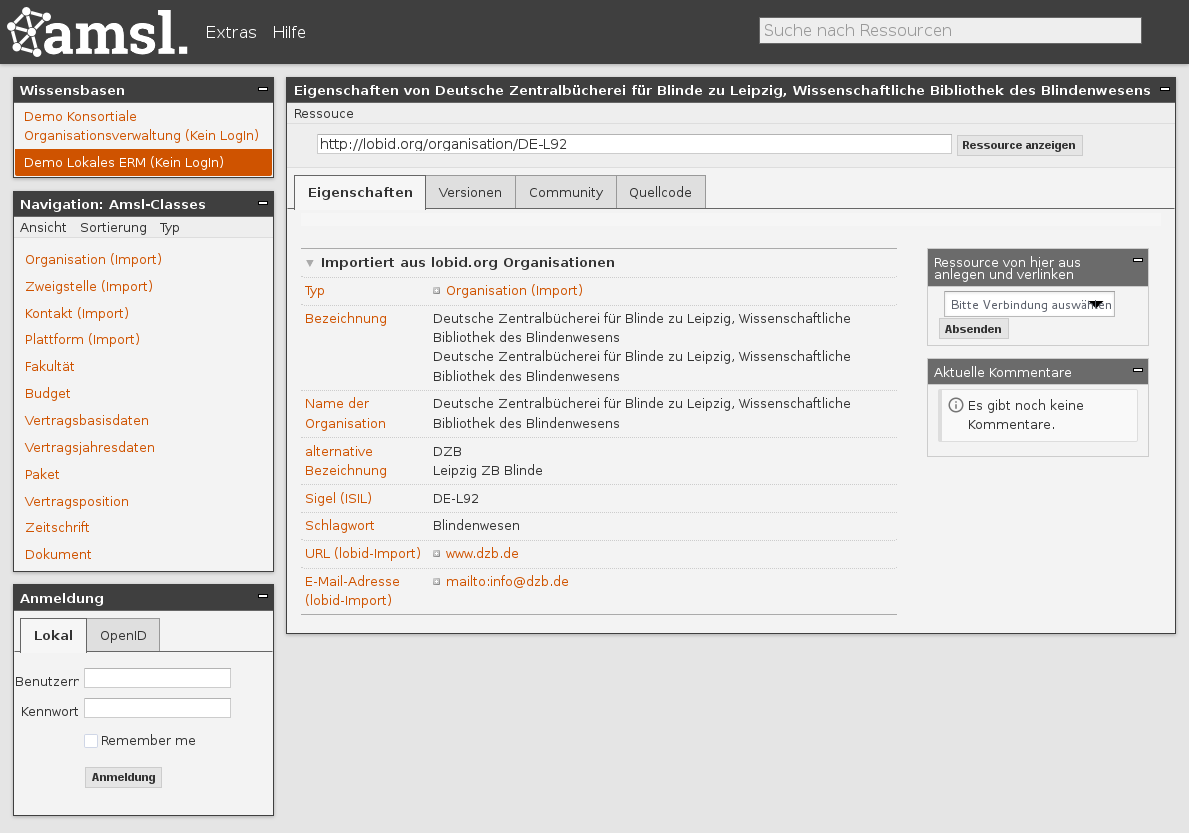 amsl.
Extras Hilfe
Suche nach Ressourcen
Wissensbasen
Demo Konsortiale
Organisationsverwaltung (Kein LogIn)
Demo Lokales ERM (Kein LogIn)
Navigation: Amsl-Classes
Ansicht Sortierung Typ
Organisation (Import)
Zweigstelle (Import)
Kontakt (Import)
Plattform (Import)
Fakultät
Budget
Vertragsbasisdaten
Vertragsjahresdaten
Paket
Vertragsposition
Zeitschrift
Dokument
Anmeldung
Lokal OpenID
Benutzern
Kennwort
Remember me
Anmeldung
Eigenschaften von Deutsche Zentralbücherei für Blinde zu Leipzig, Wissenschaftliche Bibliothek des Blindenwesens
Ressouce
http://lobid.org/organisation/DE-L92 Ressource anzeigen
Eigenschaften Versionen Community Quellcode
Importiert aus lobid.org Organisationen
Typ Organisation (Import)
Bezeichnung Deutsche Zentralbücherei für Blinde zu Leipzig, Wissenschaftliche
Bibliothek des Blindenwesens
Deutsche Zentralbücherei für Blinde zu Leipzig, Wissenschaftliche
Bibliothek des Blindenwesens
Name der Deutsche Zentralbücherei für Blinde zu Leipzig, Wissenschaftliche
Organisation Bibliothek des Blindenwesens
alternative DZB
Bezeichnung Leipzig ZB Blinde
Sigel (ISIL) DE-L92
Schlagwort Blindenwesen
URL (lobid-Import) www.dzb.de
E-Mail-Adresse mailto:info@dzb.de
(lobid-Import)
Ressource von hier aus
anlegen und verlinken
Bitte Verbindung auswählen
Absenden
Aktuelle Kommentare
Es gibt noch keine
Kommentare.